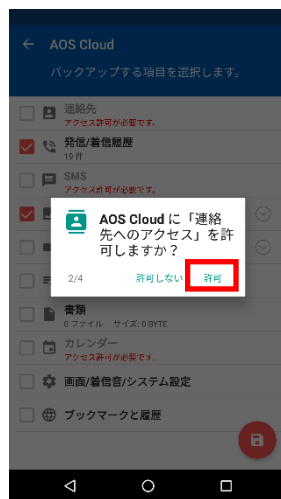 AOS Cloud
バックアップする項目を選択します。
連絡先
アクセス許可が必要です。
発信/着信履歴
19 件
SMS
アクセス許可が必要です。
AOS Cloud に「連絡
先へのアクセス」を許
可しますか？
2/4
許可しない
許可
書類
0 ファイル サイズ: 0 BYTE
カレンダー
アクセス許可が必要です。
画面/着信音/システム設定
ブックマークと履歴